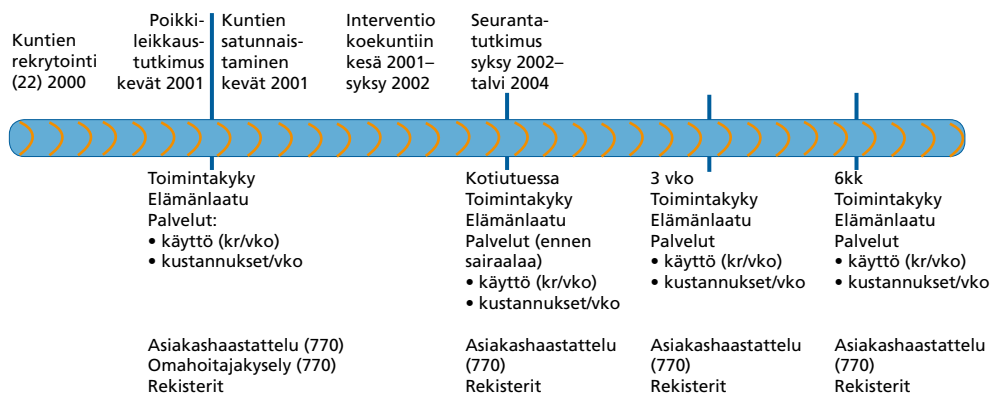 Kuntien
rekrytointi
(22) 2000
Poikki-
leikkaus-
tutkimus
kevät 2001
Kuntien
satunnais-
taminen
kevät 2001
Interventio
koekuntiin
kesä 2001–
syksy 2002
Seuranta-
tutkimus
syksy 2002–
talvi 2004
Toimintakyky
Elämänlaatu
Palvelut:
• käyttö (kr/vko)
• kustannukset/vko
Asiakashaastattelu (770)
Omahoitajakysely (770)
Rekisterit
Kotiutuessa
Toimintakyky
Elämänlaatu
Palvelut (ennen
sairaalaa)
• käyttö (kr/vko)
• kustannukset/vko
Asiakashaastattelu
(770)
Rekisterit
3 vko
Toimintakyky
Elämänlaatu
Palvelut
• käyttö (kr/vko)
• kustannukset/vko
Asiakashaastattelu
(770)
Rekisterit
6kk
Toimintakyky
Elämänlaatu
Palvelut
• käyttö (kr/vko)
• kustannukset/vko
Asiakashaastattelu
(770)
Rekisterit